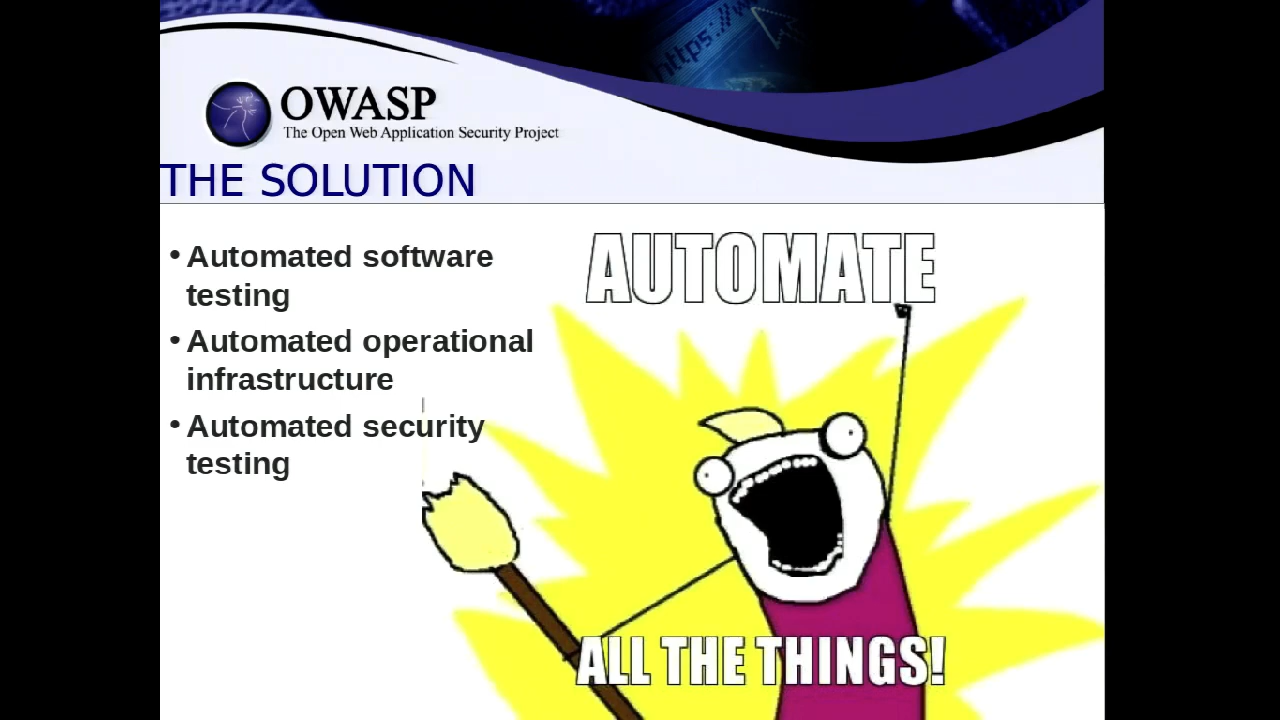 https://w
OWASP
The Open Web Application Security Project
THE SOLUTION
• Automated software
testing
• Automated operational
infrastructure
• Automated security
testing
AUTOMATE
ALL THE THINGS!